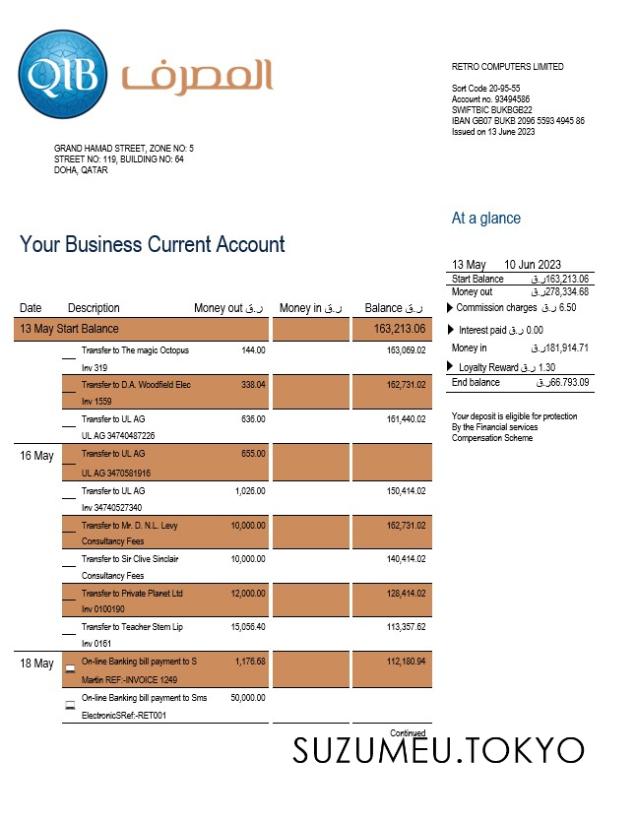 QIB المصرف
RETRO COMPUTERS LIMITED
Sort Code 20-95-55
Account no. 93494586
SWIFTBIC BUKBGB22
IBAN GB07 BUKB 2096 5593 4945 86
Issued on 13 June 2023
GRAND HAMAD STREET, ZONE NO: 5
STREET NO: 119, BUILDING NO: 64
DOHA, QATAR
At a glance
Your Business Current Account
13 May 10 Jun 2023
Start Balance ر.ق163,213.06
Money out ر.ق278,334.68
Commission charges ر.ق 6.50
Interest paid ر.ق 0.00
Money in ر.ق181,914.71
Loyalty Reward ر.ق 1.30
End balance ر.ق66.793.09
Your deposit is eligible for protection
By the Financial services
Compensation Scheme
Date Description Money out ر.ق Money in ر.ق Balance ر.ق
13 May Start Balance 163,213.06
Transfer to The magic Octopus 144.00 163,069.02
Inv 319
Transfer to D.A. Woodfield Elec 338.04 162,731.02
Inv 1559
Transfer to UL AG 636.00 161,440.02
UL AG 34740487226
16 May Transfer to UL AG 655.00
UL AG 3470581916
Transfer to UL AG 1,026.00 150,414.02
Inv 34740527340
Transfer to Mr. D. N.L. Levy 10,000.00 162,731.02
Consultancy Fees
Transfer to Sir Clive Sinclair 10,000.00 140,414.02
Consultancy Fees
Transfer to Private Planet Ltd 12,000.00 128,414.02
Inv 0100190
Transfer to Teacher Stem Lip 15,056.40 113,357.62
Inv 0161
18 May On-line Banking bill payment to S 1,176.68 112,180.94
Martin REF:-INVOICE 1249
On-line Banking bill payment to Sms 50,000.00
ElectronicSRef:-RET001
Continued
SUZUMEU.TOKYO